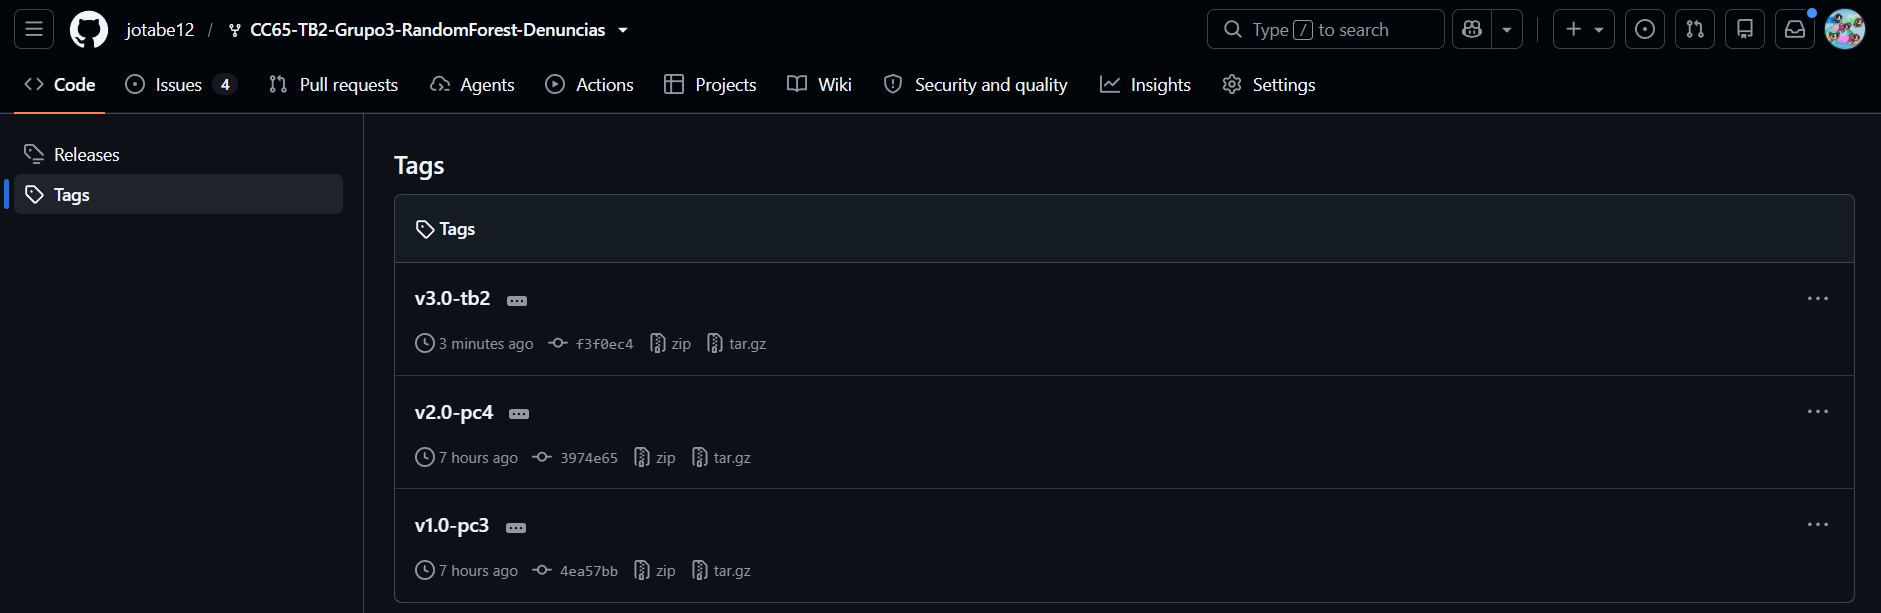 jotabe12 / CC65-TB2-Grupo3-RandomForest-Denuncias
Type / to search
Code
Issues 4
Pull requests
Agents
Actions
Projects
Wiki
Security and quality
Insights
Settings
Releases
Tags
Tags
Tags
v3.0-tb2
3 minutes ago f3f0ec4 zip tar.gz
v2.0-pc4
7 hours ago 3974e65 zip tar.gz
v1.0-pc3
7 hours ago 4ea57bb zip tar.gz